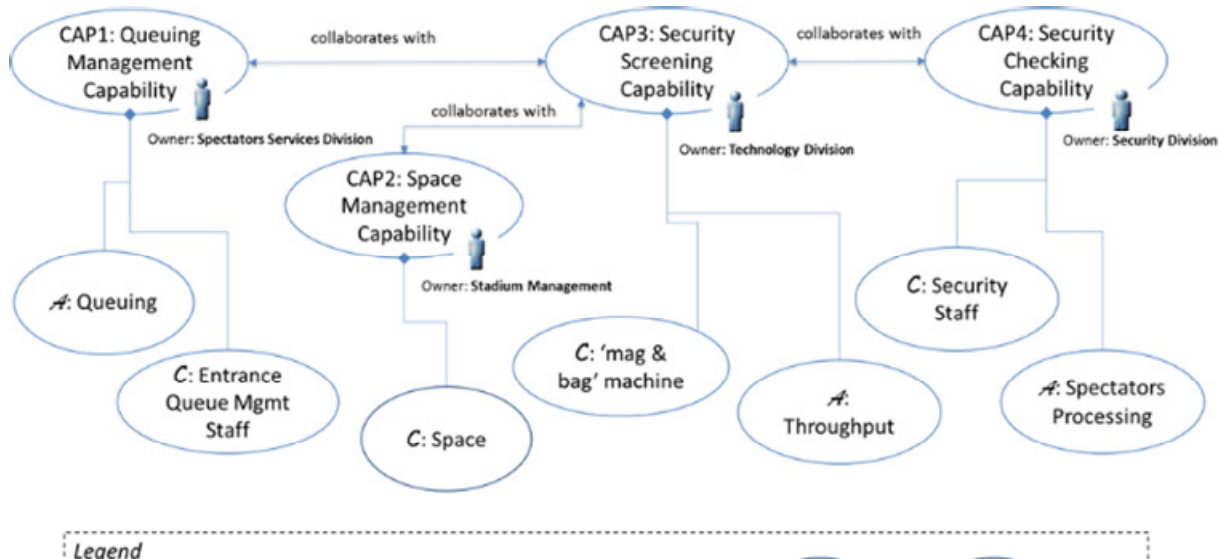 CAP1: Queuing
Management
Capability
collaborates with
CAP3: Security
Screening
Capability
collaborates with
CAP4: Security
Checking
Capability
collaborates with
Owner: Spectators Services Division
Owner: Technology Division
Owner: Security Division
CAP2: Space
Management
Capability
Owner: Stadium Management
A: Queuing
C: Entrance
Queue Mgmt
Staff
C: Space
C: ‘mag &
bag’ machine
A:
Throughput
C: Security
Staff
A: Spectators
Processing
Legend